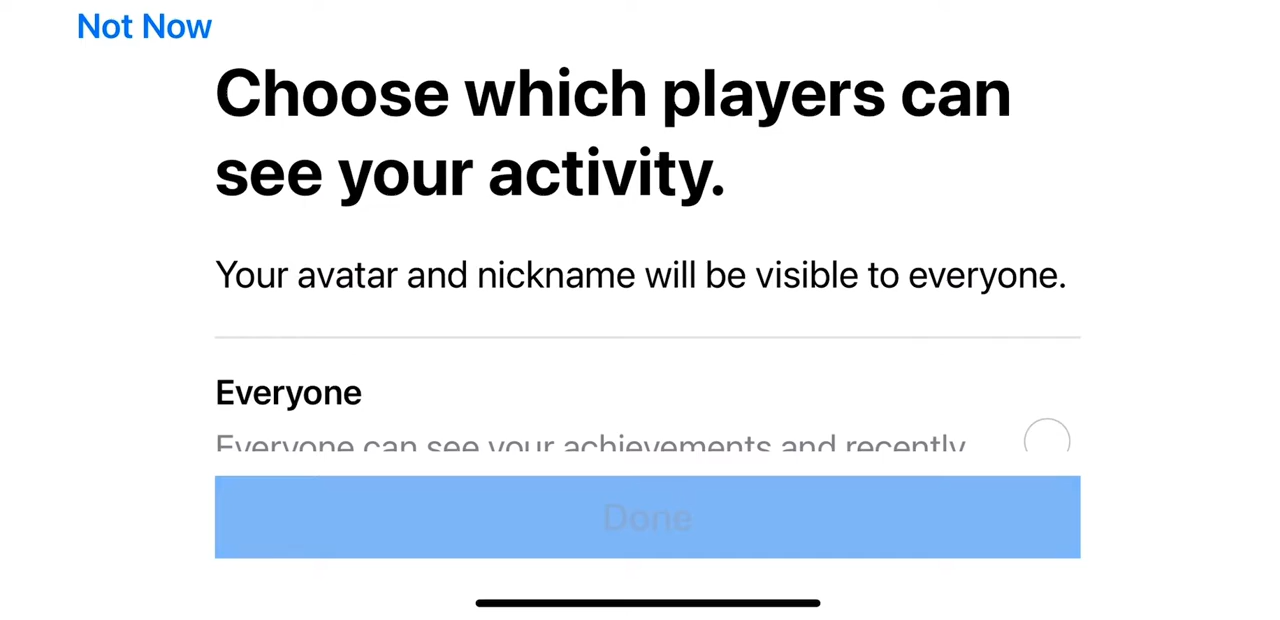 Not Now
Choose which players can
see your activity.
Your avatar and nickname will be visible to everyone.
Everyone
Everyone can see your achievements and recently
Done